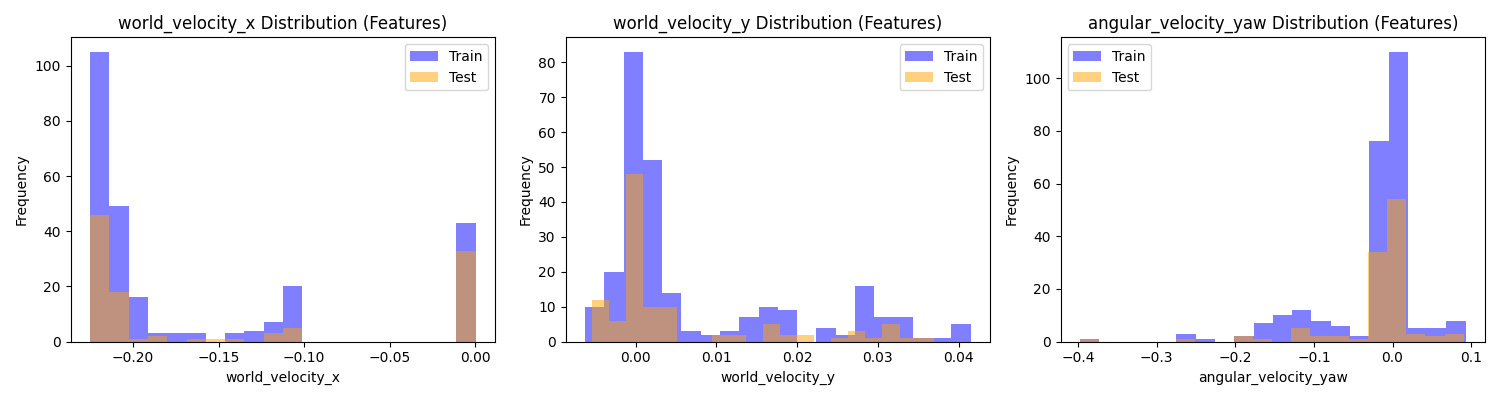 world_velocity_x Distribution (Features)
Frequency
100
80
60
40
20
0
Train
Test
−0.20
−0.15
−0.10
−0.05
0.00
world_velocity_x
world_velocity_y Distribution (Features)
Frequency
80
70
60
50
40
30
20
10
0
Train
Test
0.00
0.01
0.02
0.03
0.04
world_velocity_y
angular_velocity_yaw Distribution (Features)
Frequency
100
80
60
40
20
0
Train
Test
−0.4
−0.3
−0.2
−0.1
0.0
0.1
angular_velocity_yaw